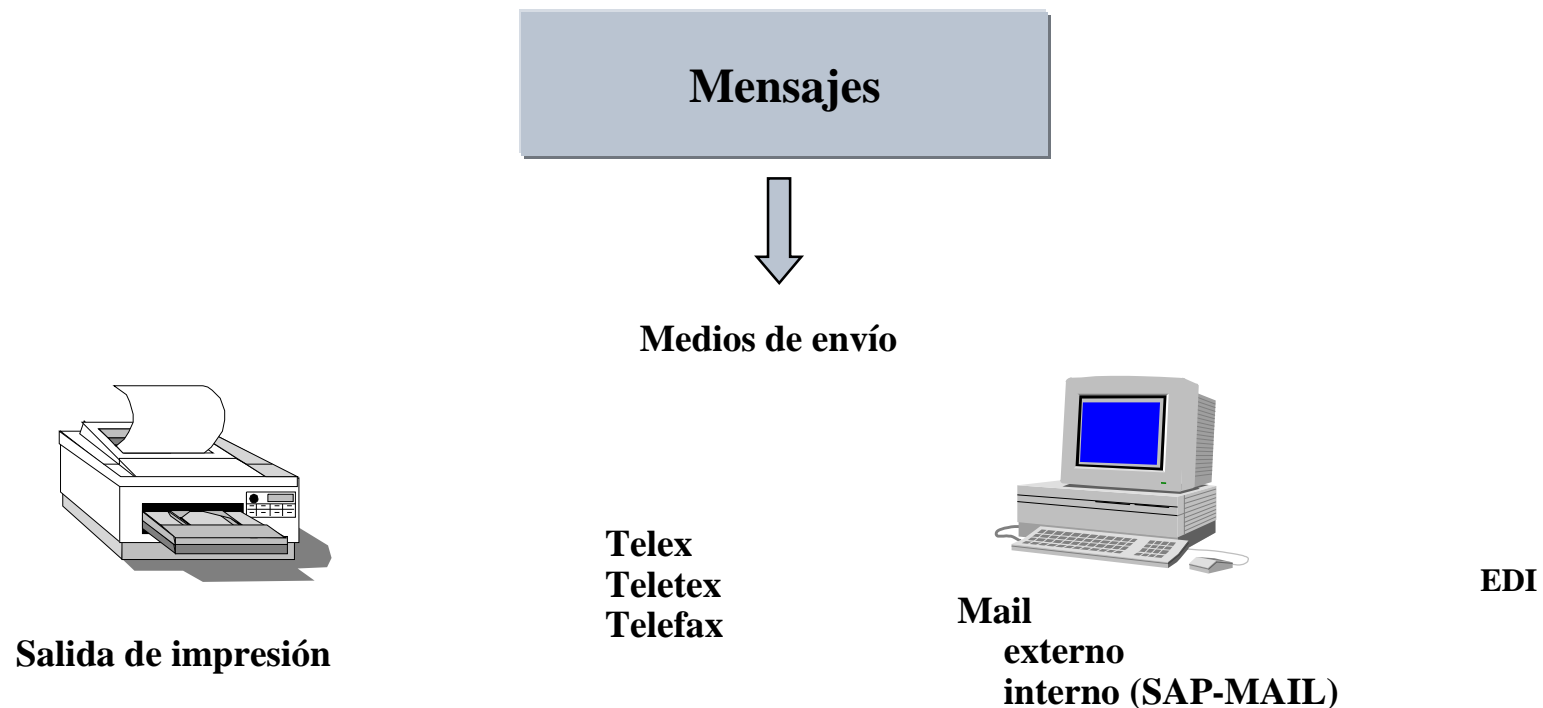 Mensajes
Medios de envío
Salida de impresión
Telex
Teletex
Telefax
Mail
externo
interno (SAP-MAIL)
EDI